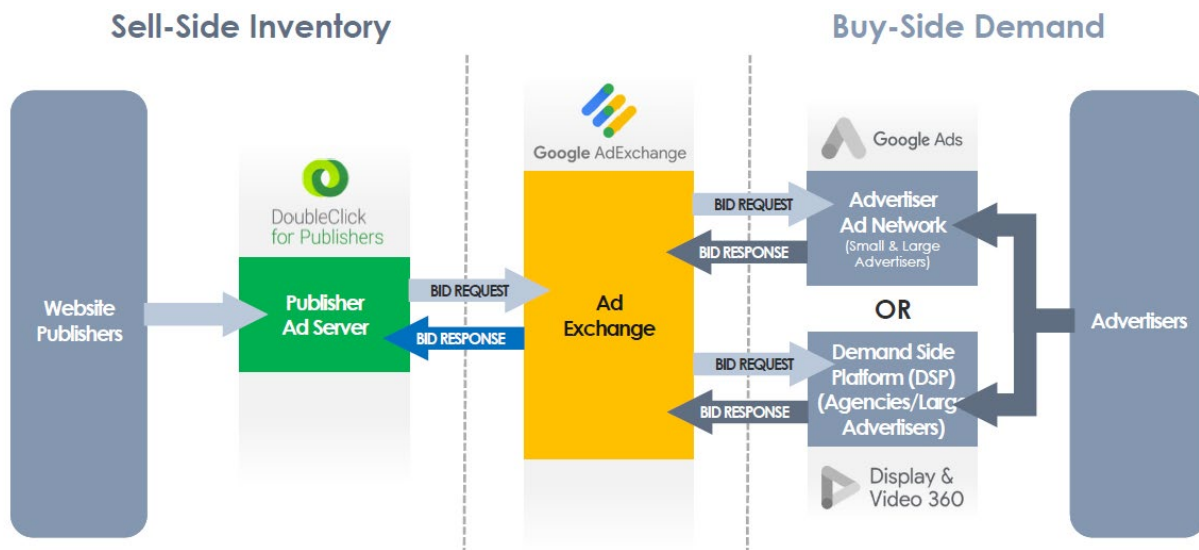 Sell-Side Inventory
Buy-Side Demand
Website
Publishers
DoubleClick
for Publishers
Publisher
Ad Server
BID REQUEST
BID RESPONSE
Google AdExchange
Ad
Exchange
BID REQUEST
BID RESPONSE
BID REQUEST
BID RESPONSE
Google Ads
Advertiser
Ad Network
(Small & Large
Advertisers)
OR
Demand Side
Platform (DSP)
(Agencies/Large
Advertisers)
Display &
Video 360
Advertisers